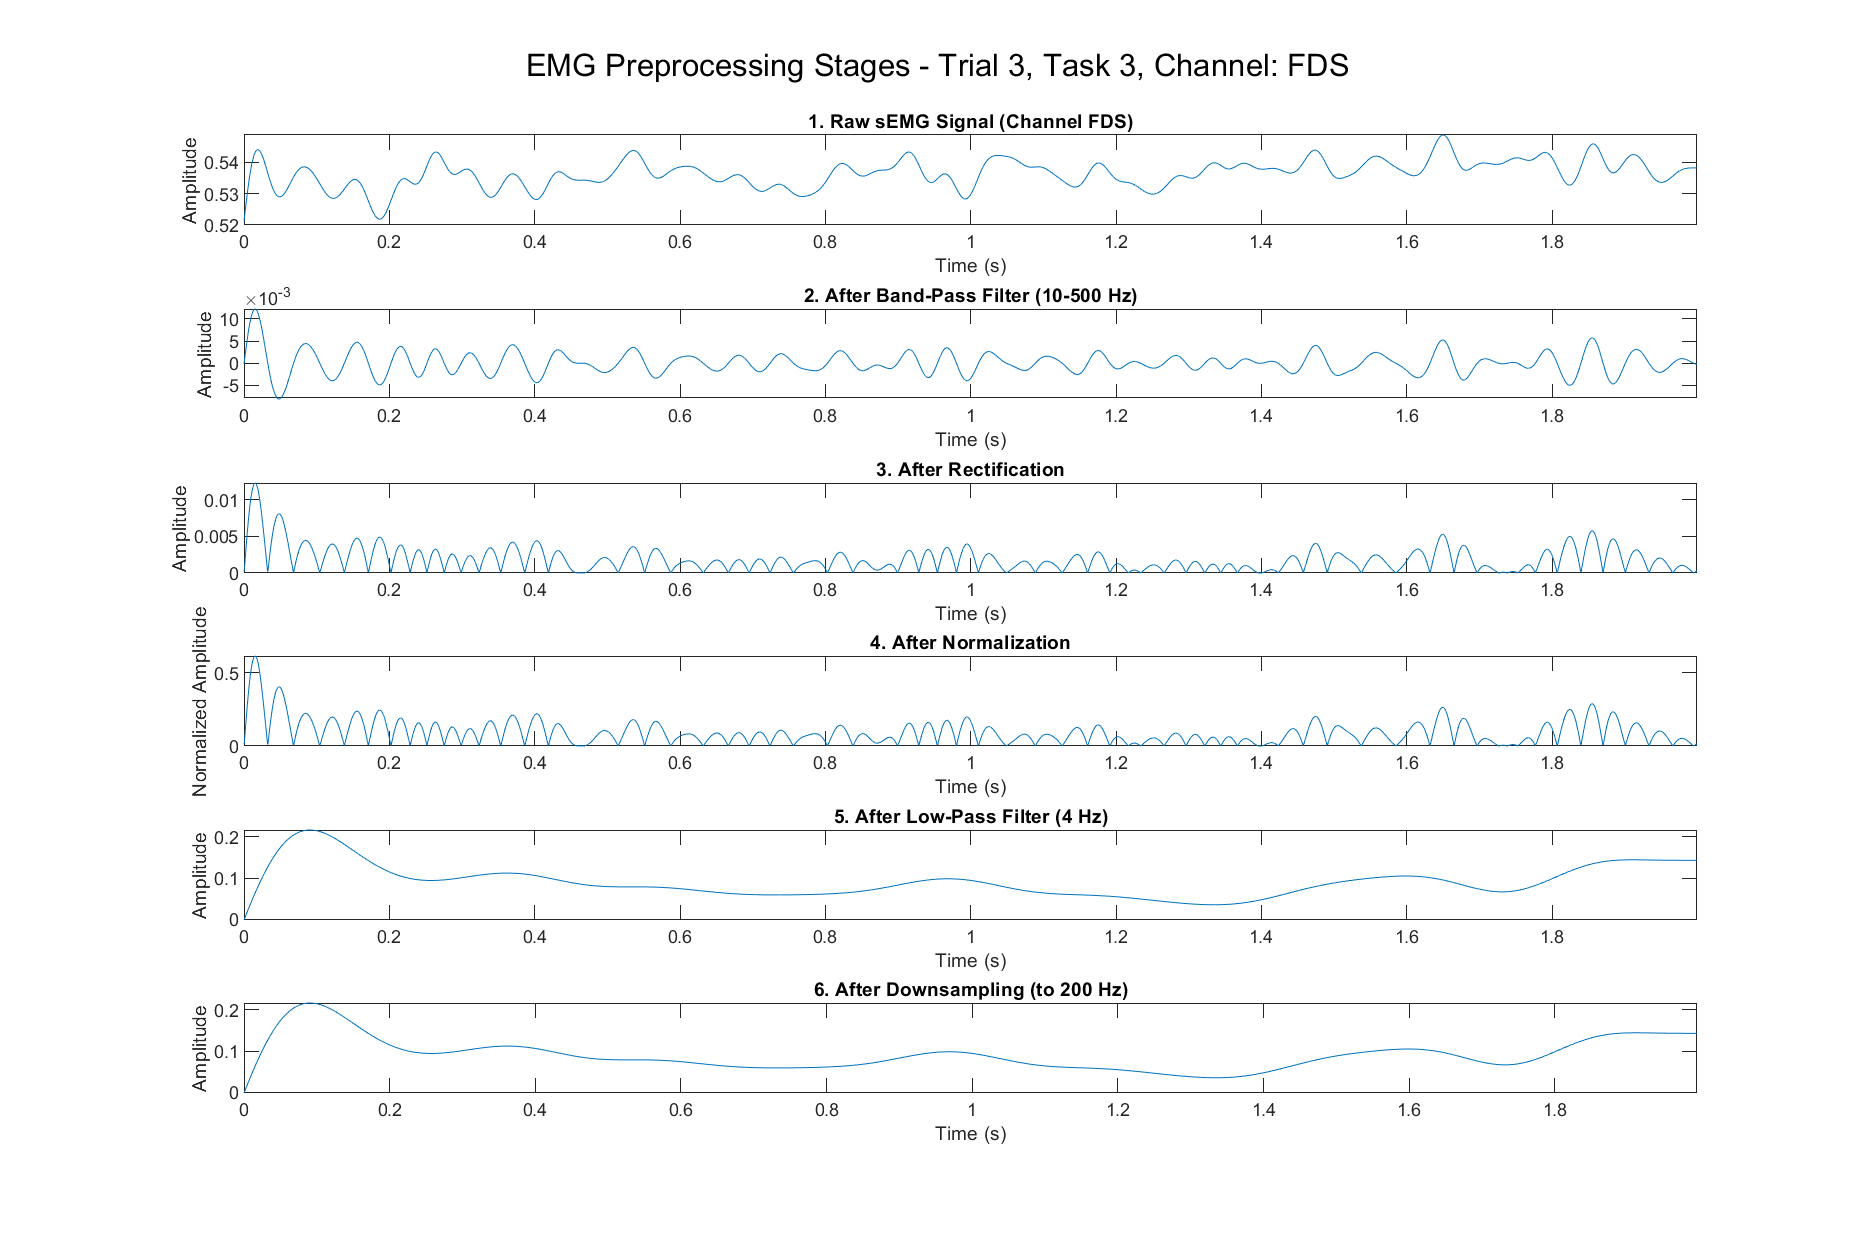 EMG Preprocessing Stages - Trial 3, Task 3, Channel: FDS
1. Raw sEMG Signal (Channel FDS)
Amplitude
0.54
0.53
0.52
0 0.2 0.4 0.6 0.8 1 1.2 1.4 1.6 1.8
Time (s)
2. After Band-Pass Filter (10-500 Hz)
×10⁻³
Amplitude
10
5
0
-5
0 0.2 0.4 0.6 0.8 1 1.2 1.4 1.6 1.8
Time (s)
3. After Rectification
Amplitude
0.01
0.005
0
0 0.2 0.4 0.6 0.8 1 1.2 1.4 1.6 1.8
Time (s)
4. After Normalization
Normalized Amplitude
0.5
0
0 0.2 0.4 0.6 0.8 1 1.2 1.4 1.6 1.8
Time (s)
5. After Low-Pass Filter (4 Hz)
Amplitude
0.2
0.1
0
0 0.2 0.4 0.6 0.8 1 1.2 1.4 1.6 1.8
Time (s)
6. After Downsampling (to 200 Hz)
Amplitude
0.2
0.1
0
0 0.2 0.4 0.6 0.8 1 1.2 1.4 1.6 1.8
Time (s)